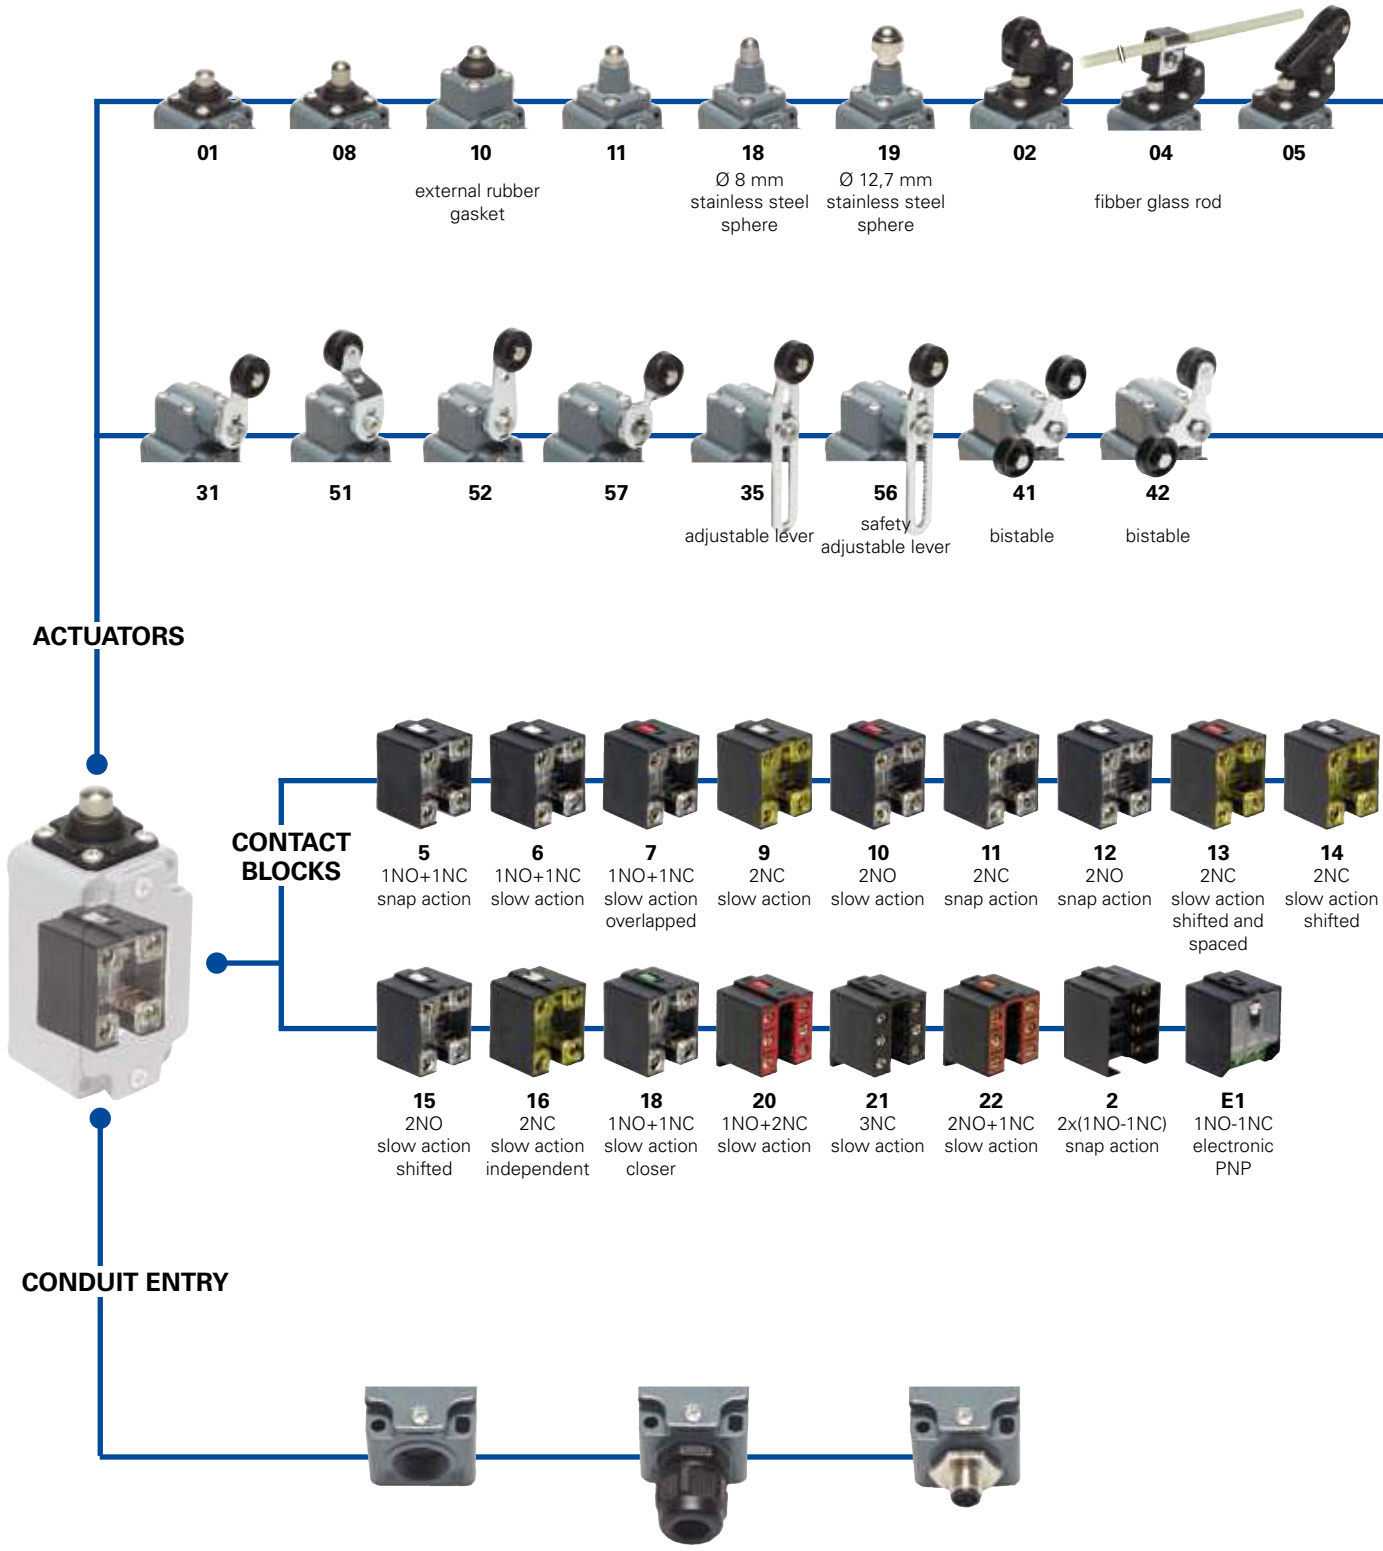 01
08
10
external rubber
gasket
11
18
Ø 8 mm
stainless steel
sphere
19
Ø 12,7 mm
stainless steel
sphere
02
04
fibber glass rod
05
31
51
52
57
35
adjustable lever
56
safety
adjustable lever
41
bistable
42
bistable
ACTUATORS
CONTACT
BLOCKS
5
1NO+1NC
snap action
6
1NO+1NC
slow action
7
1NO+1NC
slow action
overlapped
9
2NC
slow action
10
2NO
slow action
11
2NC
snap action
12
2NO
snap action
13
2NC
slow action
shifted and
spaced
14
2NC
slow action
shifted
15
2NO
slow action
shifted
16
2NC
slow action
independent
18
1NO+1NC
slow action
closer
20
1NO+2NC
slow action
21
3NC
slow action
22
2NO+1NC
slow action
2
2x(1NO-1NC)
snap action
E1
1NO-1NC
electronic
PNP
CONDUIT ENTRY